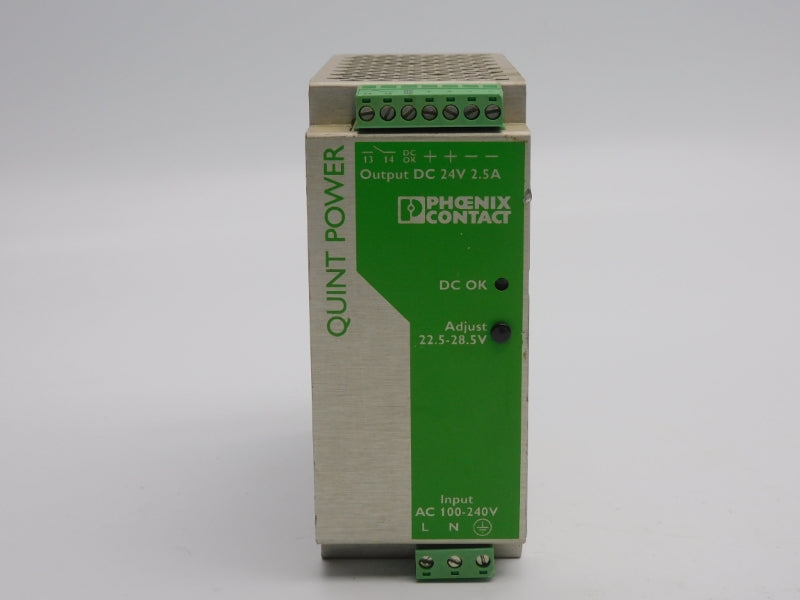 13 14 DC OK + + − −
Output DC 24V 2.5A
PHŒNIX
CONTACT
QUINT POWER
DC OK
Adjust
22.5-28.5V
Input
AC 100-240V
L N